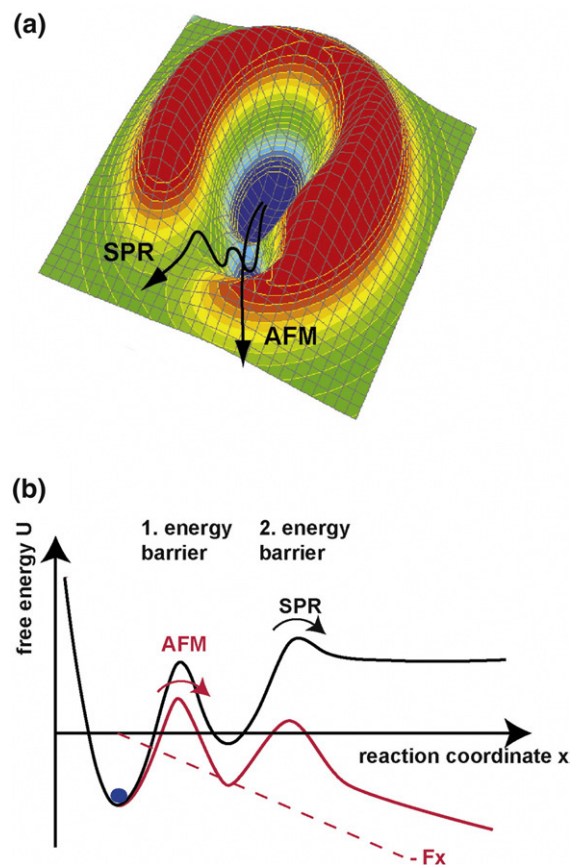 (a)
SPR
AFM
(b)
free energy U
1. energy
barrier
2. energy
barrier
SPR
AFM
reaction coordinate x
- Fx